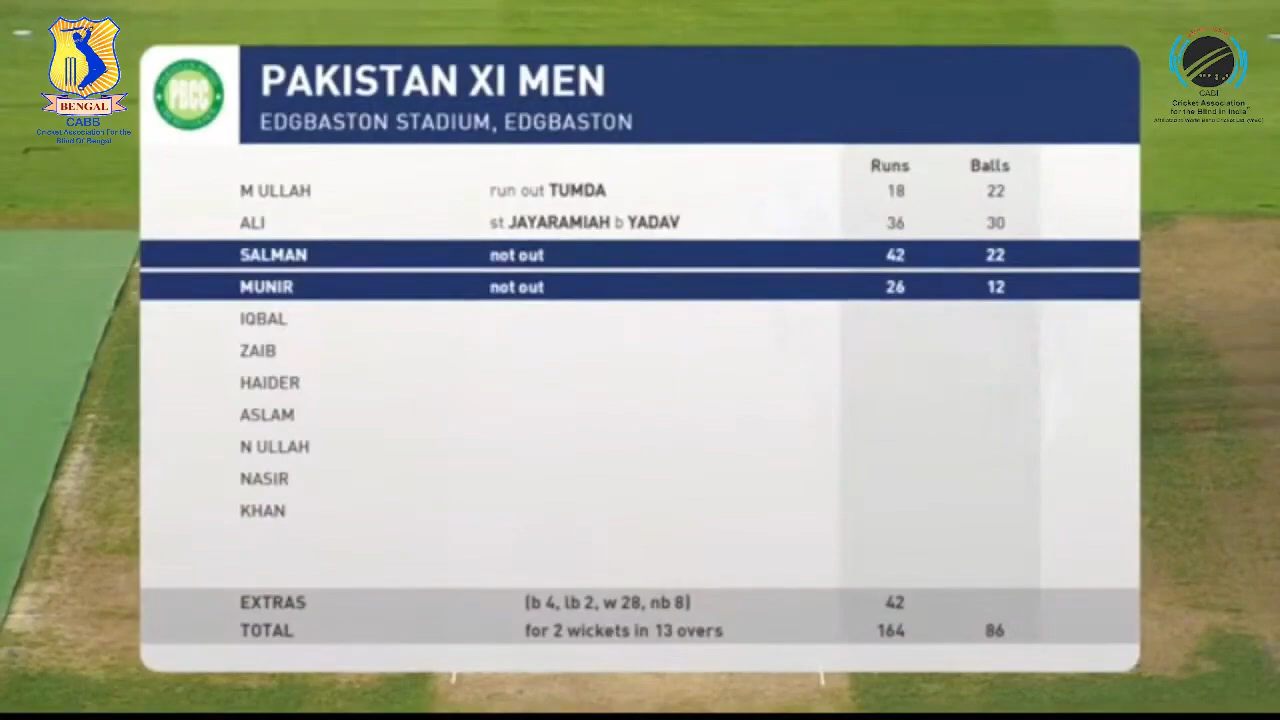 BENGAL
CABB
Cricket Association For the
Blind Of Bengal
PBCC
PAKISTAN XI MEN
EDGBASTON STADIUM, EDGBASTON
CABI
Cricket Association
for the Blind in India
Runs Balls
M ULLAH run out TUMDA 18 22
ALI st JAYARAMIAH b YADAV 36 30
SALMAN not out 42 22
MUNIR not out 26 12
IQBAL
ZAIB
HAIDER
ASLAM
N ULLAH
NASIR
KHAN
EXTRAS (b 4, lb 2, w 28, nb 8) 42
TOTAL for 2 wickets in 13 overs 164 86